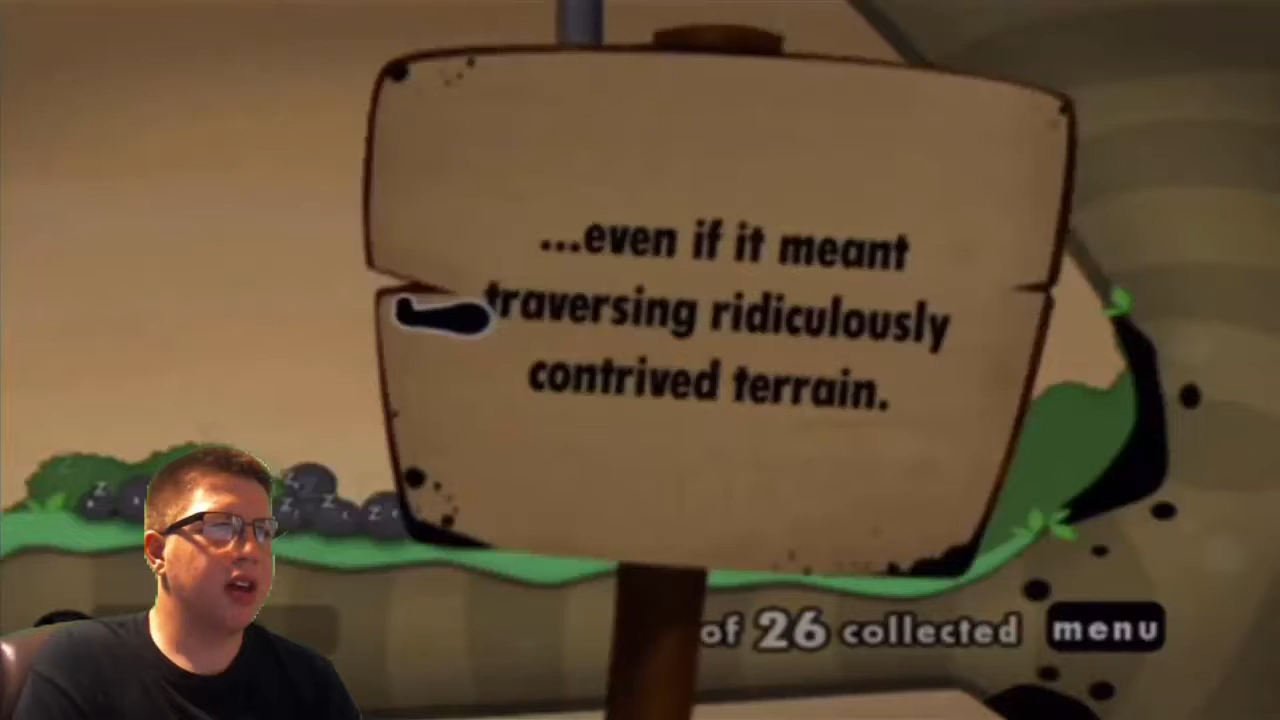 ...even if it meant
traversing ridiculously
contrived terrain.
z z z z z
of 26 collected menu